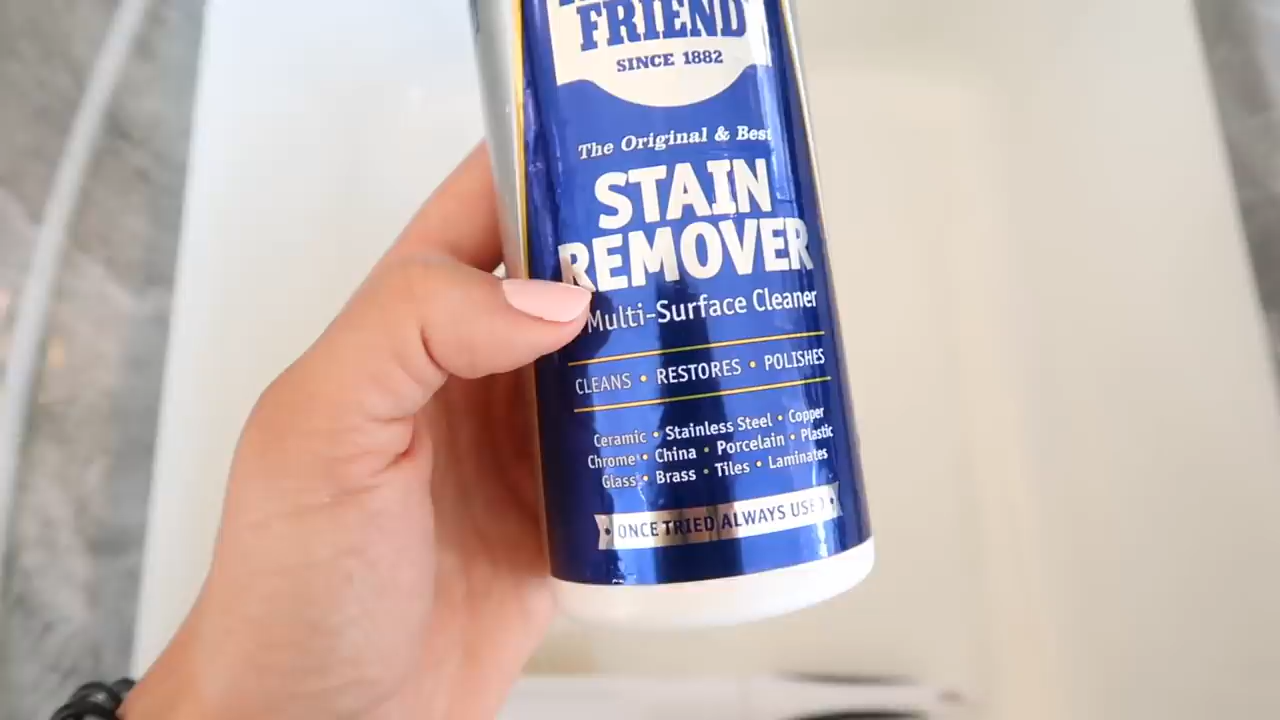 FRIEND
SINCE 1882
The Original & Best
STAIN
REMOVER
Multi-Surface Cleaner
CLEANS • RESTORES • POLISHES
Ceramic • Stainless Steel • Copper
Chrome • China • Porcelain • Plastic
Glass • Brass • Tiles • Laminates
• ONCE TRIED ALWAYS USED •